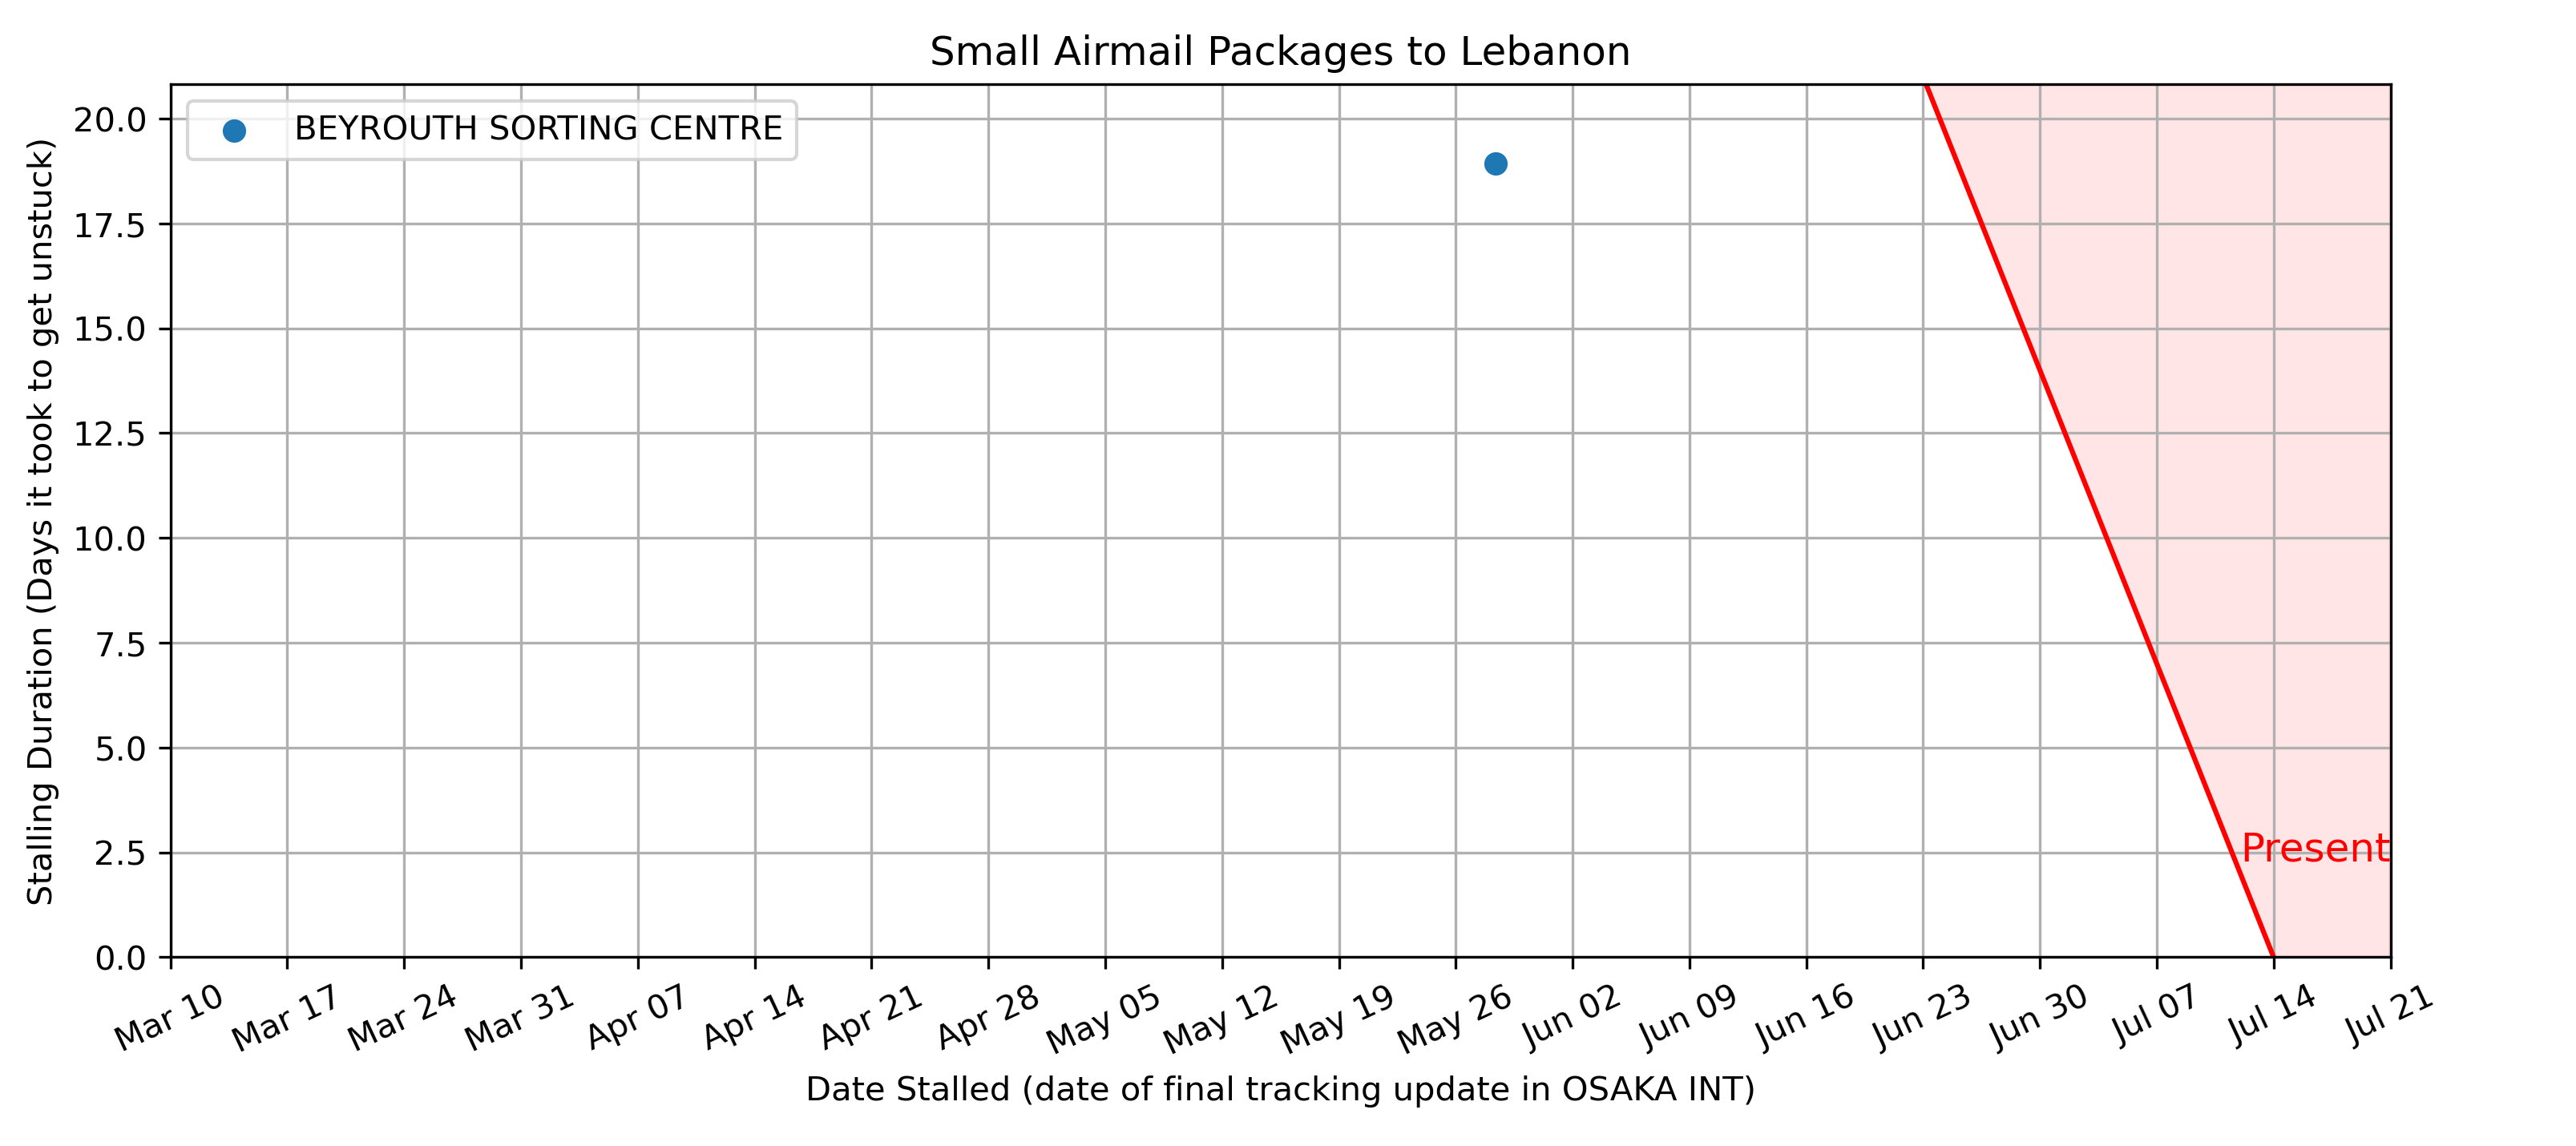 Small Airmail Packages to Lebanon
BEYROUTH SORTING CENTRE
Stalling Duration (Days it took to get unstuck)
20.0
17.5
15.0
12.5
10.0
7.5
5.0
2.5
0.0
Present
Mar 10 Mar 17 Mar 24 Mar 31 Apr 07 Apr 14 Apr 21 Apr 28 May 05 May 12 May 19 May 26 Jun 02 Jun 09 Jun 16 Jun 23 Jun 30 Jul 07 Jul 14 Jul 21
Date Stalled (date of final tracking update in OSAKA INT)